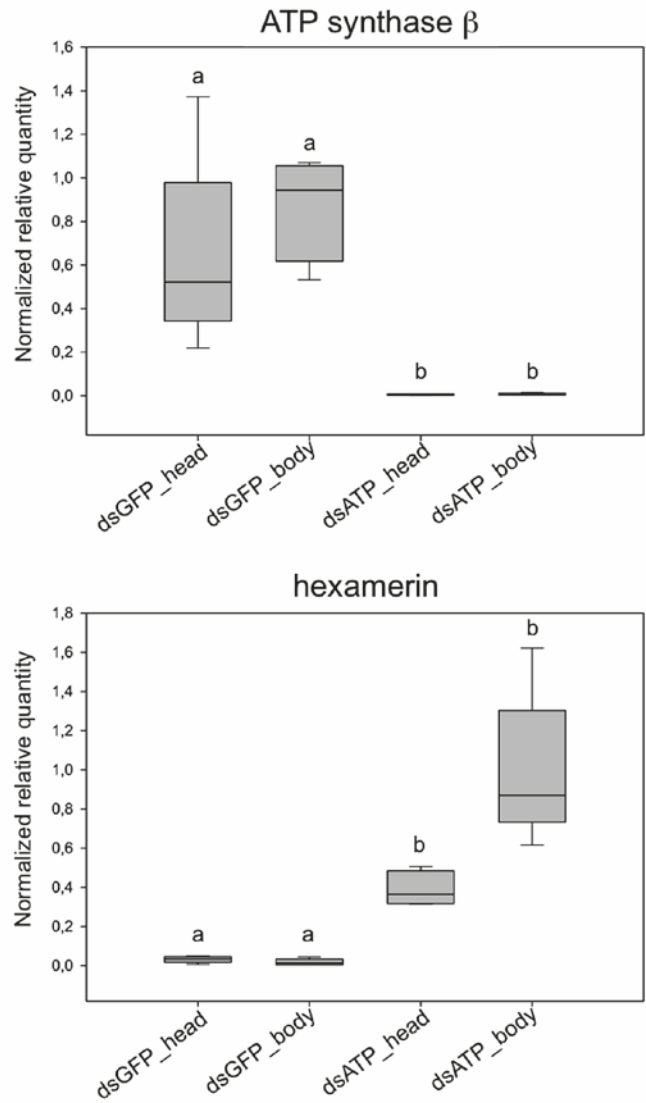 ATP synthase β
Normalized relative quantity
1,6
1,4
1,2
1,0
0,8
0,6
0,4
0,2
0,0
a
a
b
b
dsGFP_head
dsGFP_body
dsATP_head
dsATP_body
hexamerin
Normalized relative quantity
1,8
1,6
1,4
1,2
1,0
0,8
0,6
0,4
0,2
0,0
a
a
b
b
dsGFP_head
dsGFP_body
dsATP_head
dsATP_body